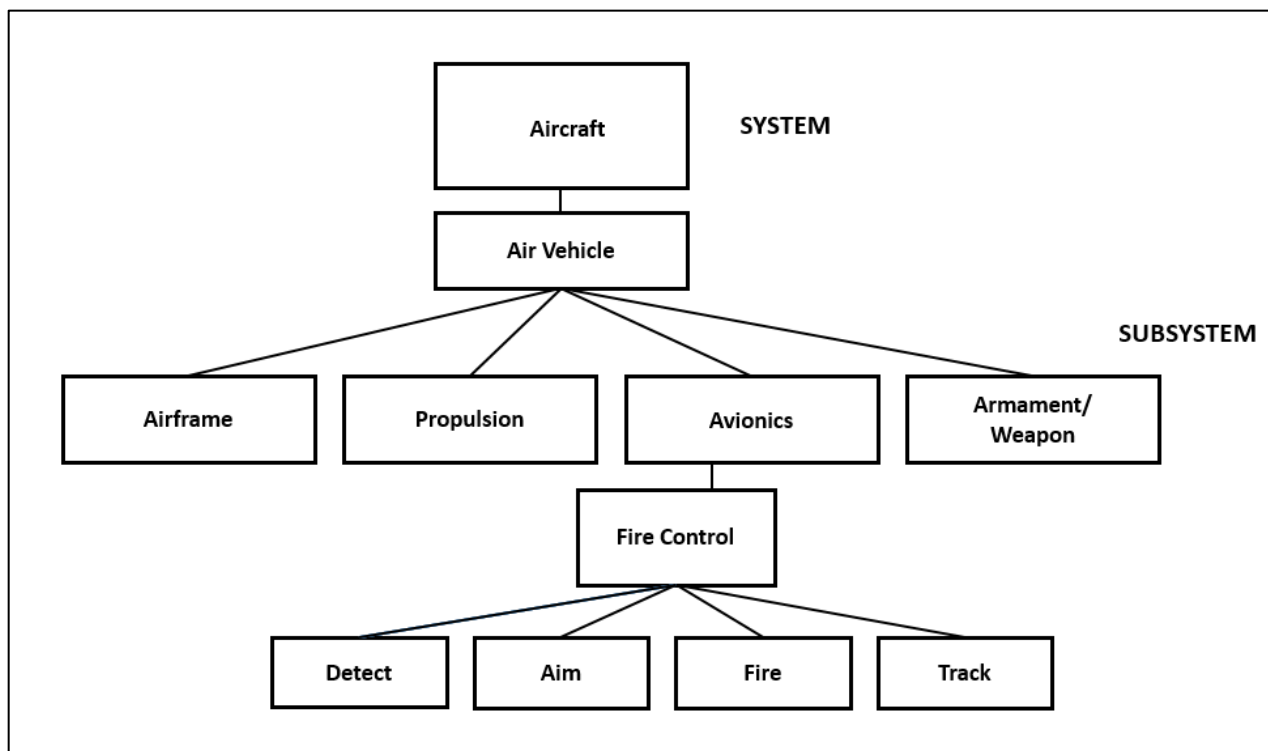 Aircraft
SYSTEM
Air Vehicle
SUBSYSTEM
Airframe
Propulsion
Avionics
Armament/
Weapon
Fire Control
Detect
Aim
Fire
Track